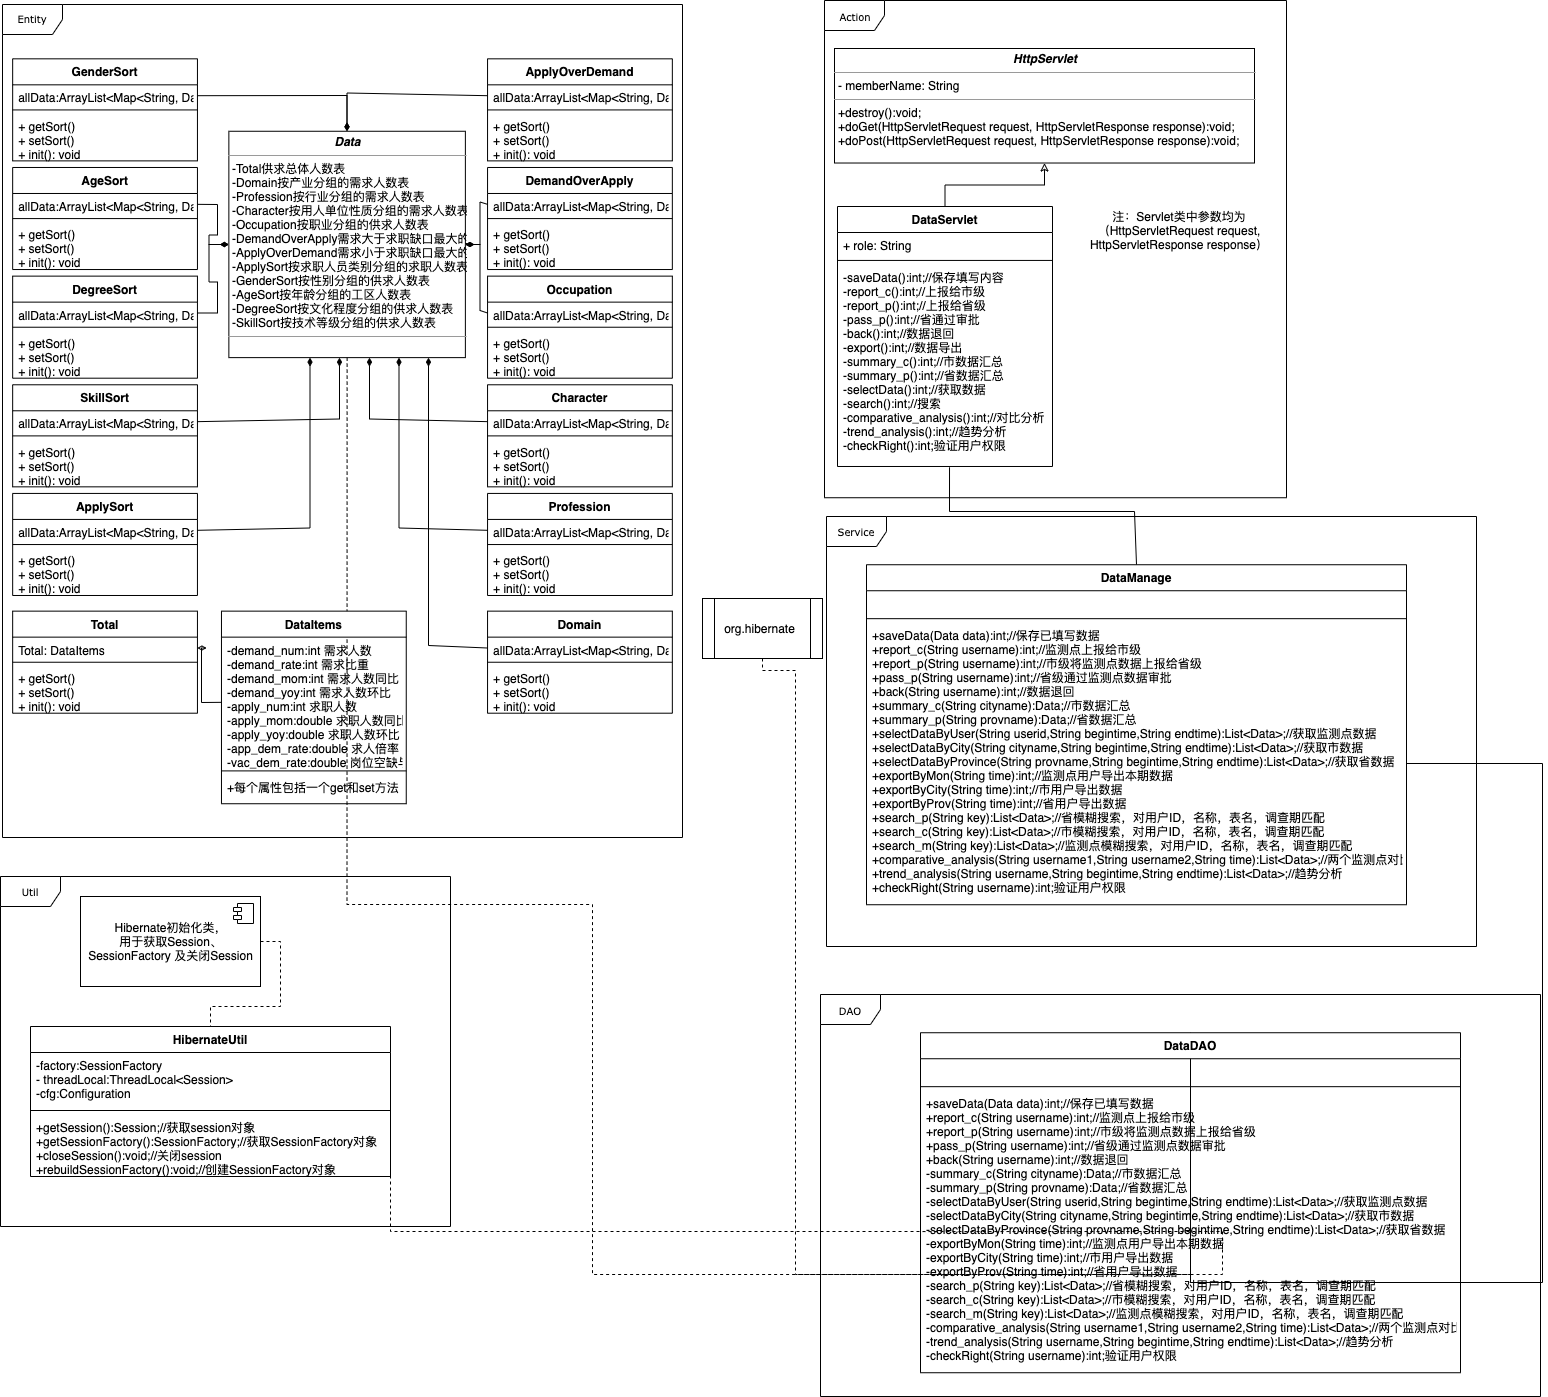 Entity
GenderSort
allData:ArrayList<Map<String, Da
+ getSort()
+ setSort()
+ init(): void
AgeSort
allData:ArrayList<Map<String, Da
+ getSort()
+ setSort()
+ init(): void
DegreeSort
allData:ArrayList<Map<String, Da
+ getSort()
+ setSort()
+ init(): void
SkillSort
allData:ArrayList<Map<String, Da
+ getSort()
+ setSort()
+ init(): void
ApplySort
allData:ArrayList<Map<String, Da
+ getSort()
+ setSort()
+ init(): void
Total
Total: DataItems
+ getSort()
+ setSort()
+ init(): void
Data
-Total供求总体人数表
-Domain按产业分组的需求人数表
-Profession按行业分组的需求人数表
-Character按用人单位性质分组的需求人数表
-Occupation按职业分组的供求人数表
-DemandOverApply需求大于求职缺口最大的
-ApplyOverDemand需求小于求职缺口最大的
-ApplySort按求职人员类别分组的求职人数表
-GenderSort按性别分组的供求人数表
-AgeSort按年龄分组的工区人数表
-DegreeSort按文化程度分组的供求人数表
-SkillSort按技术等级分组的供求人数表
DataItems
-demand_num:int 需求人数
-demand_rate:int 需求比重
-demand_mom:int 需求人数同比
-demand_yoy:int 需求人数环比
-apply_num:int 求职人数
-apply_mom:double 求职人数同比
-apply_yoy:double 求职人数环比
-app_dem_rate:double 求人倍率
-vac_dem_rate:double 岗位空缺与
+每个属性包括一个get和set方法
ApplyOverDemand
allData:ArrayList<Map<String, Da
+ getSort()
+ setSort()
+ init(): void
DemandOverApply
allData:ArrayList<Map<String, Da
+ getSort()
+ setSort()
+ init(): void
Occupation
allData:ArrayList<Map<String, Da
+ getSort()
+ setSort()
+ init(): void
Character
allData:ArrayList<Map<String, Da
+ getSort()
+ setSort()
+ init(): void
Profession
allData:ArrayList<Map<String, Da
+ getSort()
+ setSort()
+ init(): void
Domain
allData:ArrayList<Map<String, Da
+ getSort()
+ setSort()
+ init(): void
Action
HttpServlet
- memberName: String
+destroy():void;
+doGet(HttpServletRequest request, HttpServletResponse response):void;
+doPost(HttpServletRequest request, HttpServletResponse response):void;
DataServlet
+ role: String
-saveData():int;//保存填写内容
-report_c():int;//上报给市级
-report_p():int;//上报给省级
-pass_p():int;//省通过审批
-back():int;//数据退回
-export():int;//数据导出
-summary_c():int;//市数据汇总
-summary_p():int;//省数据汇总
-selectData():int;//获取数据
-search():int;//搜索
-comparative_analysis():int;//对比分析
-trend_analysis():int;//趋势分析
-checkRight():int;验证用户权限
注：Servlet类中参数均为
（HttpServletRequest request,
HttpServletResponse response）
Service
DataManage
+saveData(Data data):int;//保存已填写数据
+report_c(String username):int;//监测点上报给市级
+report_p(String username):int;//市级将监测点数据上报给省级
+pass_p(String username):int;//省级通过监测点数据审批
+back(String username):int;//数据退回
+summary_c(String cityname):Data;//市数据汇总
+summary_p(String provname):Data;//省数据汇总
+selectDataByUser(String userid,String begintime,String endtime):List<Data>;//获取监测点数据
+selectDataByCity(String cityname,String begintime,String endtime):List<Data>;//获取市数据
+selectDataByProvince(String provname,String begintime,String endtime):List<Data>;//获取省数据
+exportByMon(String time):int;//监测点用户导出本期数据
+exportByCity(String time):int;//市用户导出数据
+exportByProv(String time):int;//省用户导出数据
+search_p(String key):List<Data>;//省模糊搜索，对用户ID，名称，表名，调查期匹配
+search_c(String key):List<Data>;//市模糊搜索，对用户ID，名称，表名，调查期匹配
+search_m(String key):List<Data>;//监测点模糊搜索，对用户ID，名称，表名，调查期匹配
+comparative_analysis(String username1,String username2,String time):List<Data>;//两个监测点对比
+trend_analysis(String username,String begintime,String endtime):List<Data>;//趋势分析
+checkRight(String username):int;验证用户权限
org.hibernate
Util
Hibernate初始化类，
用于获取Session、
SessionFactory 及关闭Session
HibernateUtil
-factory:SessionFactory
- threadLocal:ThreadLocal<Session>
-cfg:Configuration
+getSession():Session;//获取session对象
+getSessionFactory():SessionFactory;//获取SessionFactory对象
+closeSession():void;//关闭session
+rebuildSessionFactory():void;//创建SessionFactory对象
DAO
DataDAO
+saveData(Data data):int;//保存已填写数据
+report_c(String username):int;//监测点上报给市级
+report_p(String username):int;//市级将监测点数据上报给省级
+pass_p(String username):int;//省级通过监测点数据审批
+back(String username):int;//数据退回
-summary_c(String cityname):Data;//市数据汇总
-summary_p(String provname):Data;//省数据汇总
-selectDataByUser(String userid,String begintime,String endtime):List<Data>;//获取监测点数据
-selectDataByCity(String cityname,String begintime,String endtime):List<Data>;//获取市数据
-selectDataByProvince(String provname,String begintime,String endtime):List<Data>;//获取省数据
-exportByMon(String time):int;//监测点用户导出本期数据
-exportByCity(String time):int;//市用户导出数据
-exportByProv(String time):int;//省用户导出数据
-search_p(String key):List<Data>;//省模糊搜索，对用户ID，名称，表名，调查期匹配
-search_c(String key):List<Data>;//市模糊搜索，对用户ID，名称，表名，调查期匹配
-search_m(String key):List<Data>;//监测点模糊搜索，对用户ID，名称，表名，调查期匹配
-comparative_analysis(String username1,String username2,String time):List<Data>;//两个监测点对比
-trend_analysis(String username,String begintime,String endtime):List<Data>;//趋势分析
-checkRight(String username):int;验证用户权限